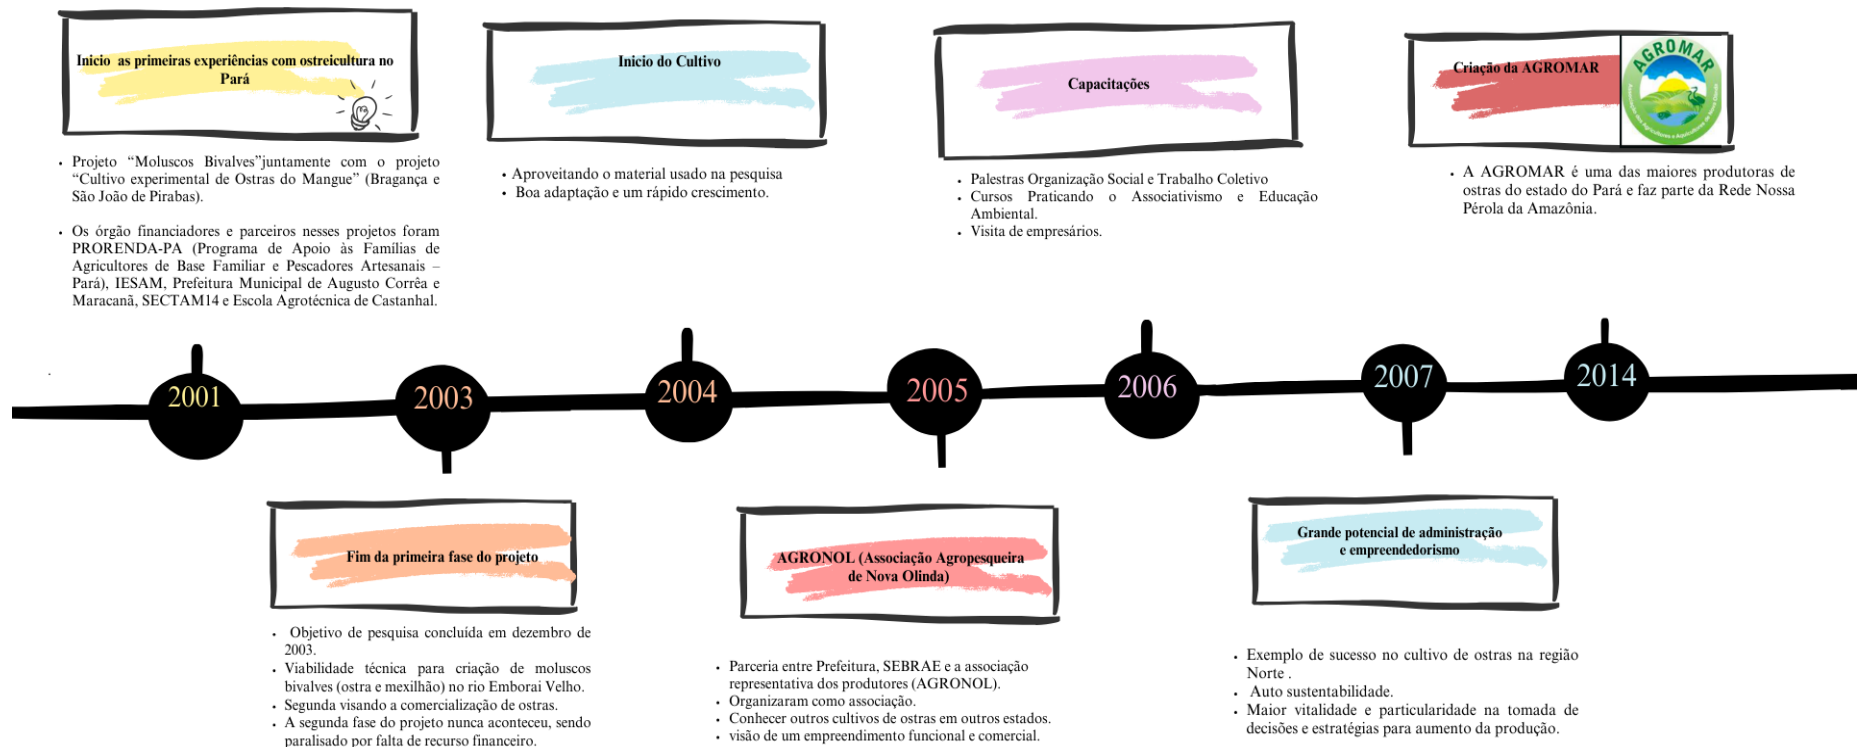 Inicio as primeiras experiências com ostreicultura no
Pará
• Projeto “Moluscos Bivalves”juntamente com o projeto
“Cultivo experimental de Ostras do Mangue” (Bragança e
São João de Pirabas).
• Os órgão financiadores e parceiros nesses projetos foram
PRORENDA-PA (Programa de Apoio às Famílias de
Agricultores de Base Familiar e Pescadores Artesanais –
Pará), IESAM, Prefeitura Municipal de Augusto Corrêa e
Maracanã, SECTAM14 e Escola Agrotécnica de Castanhal.
Inicio do Cultivo
• Aproveitando o material usado na pesquisa
• Boa adaptação e um rápido crescimento.
Capacitações
• Palestras Organização Social e Trabalho Coletivo
• Cursos Praticando o Associativismo e Educação
Ambiental.
• Visita de empresários.
Criação da AGROMAR
AGROMAR
Associação dos Agricultores e Aquicultores de Nova Olinda
• A AGROMAR é uma das maiores produtoras de
ostras do estado do Pará e faz parte da Rede Nossa
Pérola da Amazônia.
2001
2003
2004
2005
2006
2007
2014
Fim da primeira fase do projeto
• Objetivo de pesquisa concluída em dezembro de
2003.
• Viabilidade técnica para criação de moluscos
bivalves (ostra e mexilhão) no rio Emborai Velho.
• Segunda visando a comercialização de ostras.
• A segunda fase do projeto nunca aconteceu, sendo
paralisado por falta de recurso financeiro.
AGRONOL (Associação Agropesqueira
de Nova Olinda)
• Parceria entre Prefeitura, SEBRAE e a associação
representativa dos produtores (AGRONOL).
• Organizaram como associação.
• Conhecer outros cultivos de ostras em outros estados.
• visão de um empreendimento funcional e comercial.
Grande potencial de administração
e empreendedorismo
• Exemplo de sucesso no cultivo de ostras na região
Norte .
• Auto sustentabilidade.
• Maior vitalidade e particularidade na tomada de
decisões e estratégias para aumento da produção.